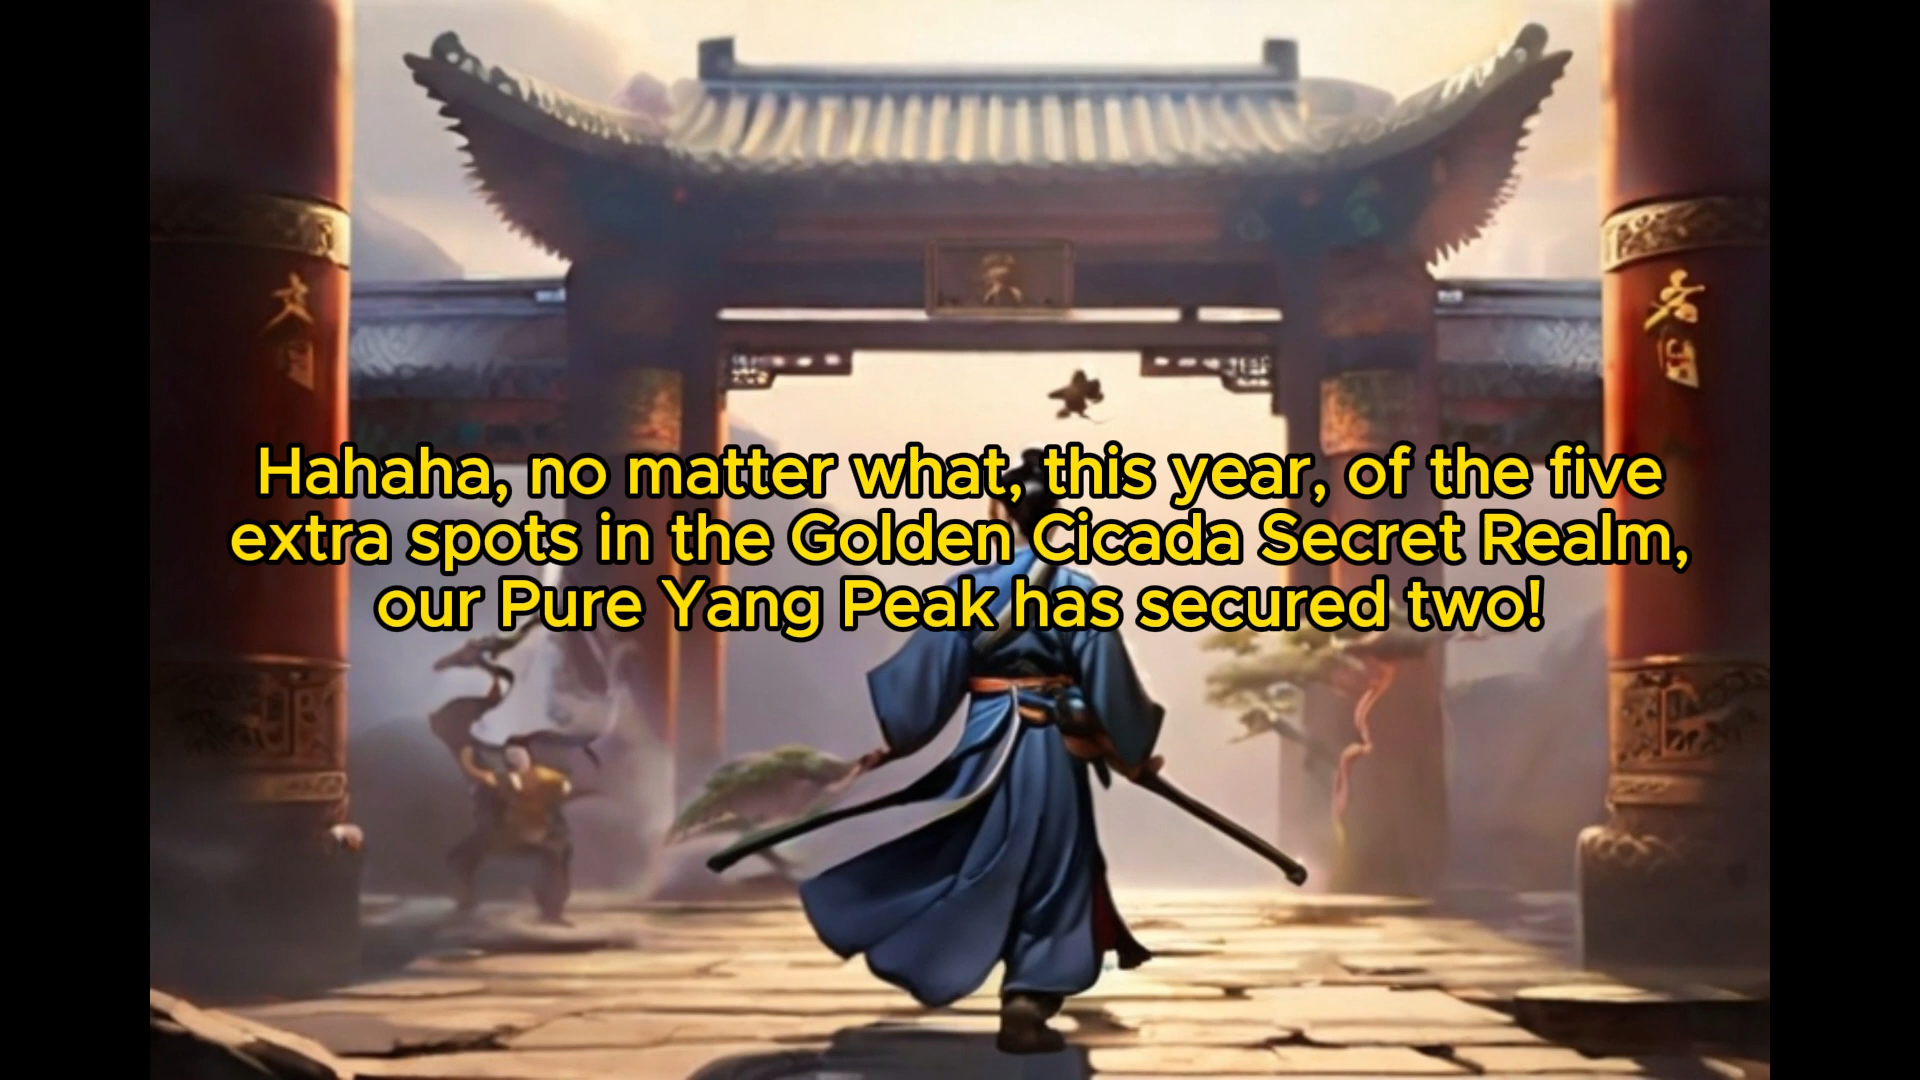 Hahaha, no matter what, this year, of the five
extra spots in the Golden Cicada Secret Realm,
our Pure Yang Peak has secured two!